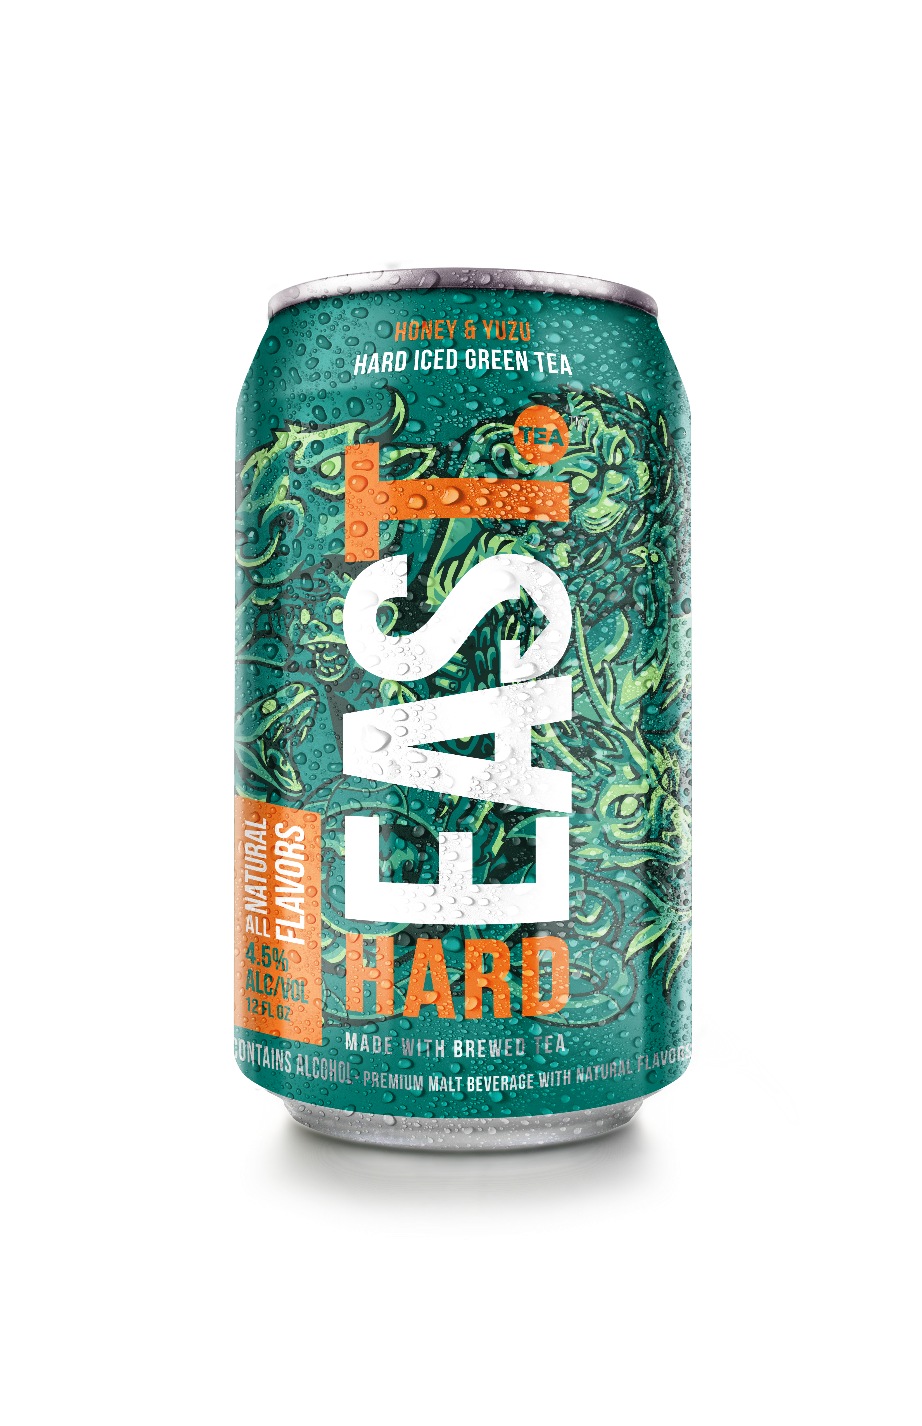 HONEY & YUZU
HARD ICED GREEN TEA
TEA
TM
EAST
HARD
ALL NATURAL
FLAVORS
4.5%
ALC/VOL
12 FL OZ
MADE WITH BREWED TEA
CONTAINS ALCOHOL · PREMIUM MALT BEVERAGE WITH NATURAL FLAVORS